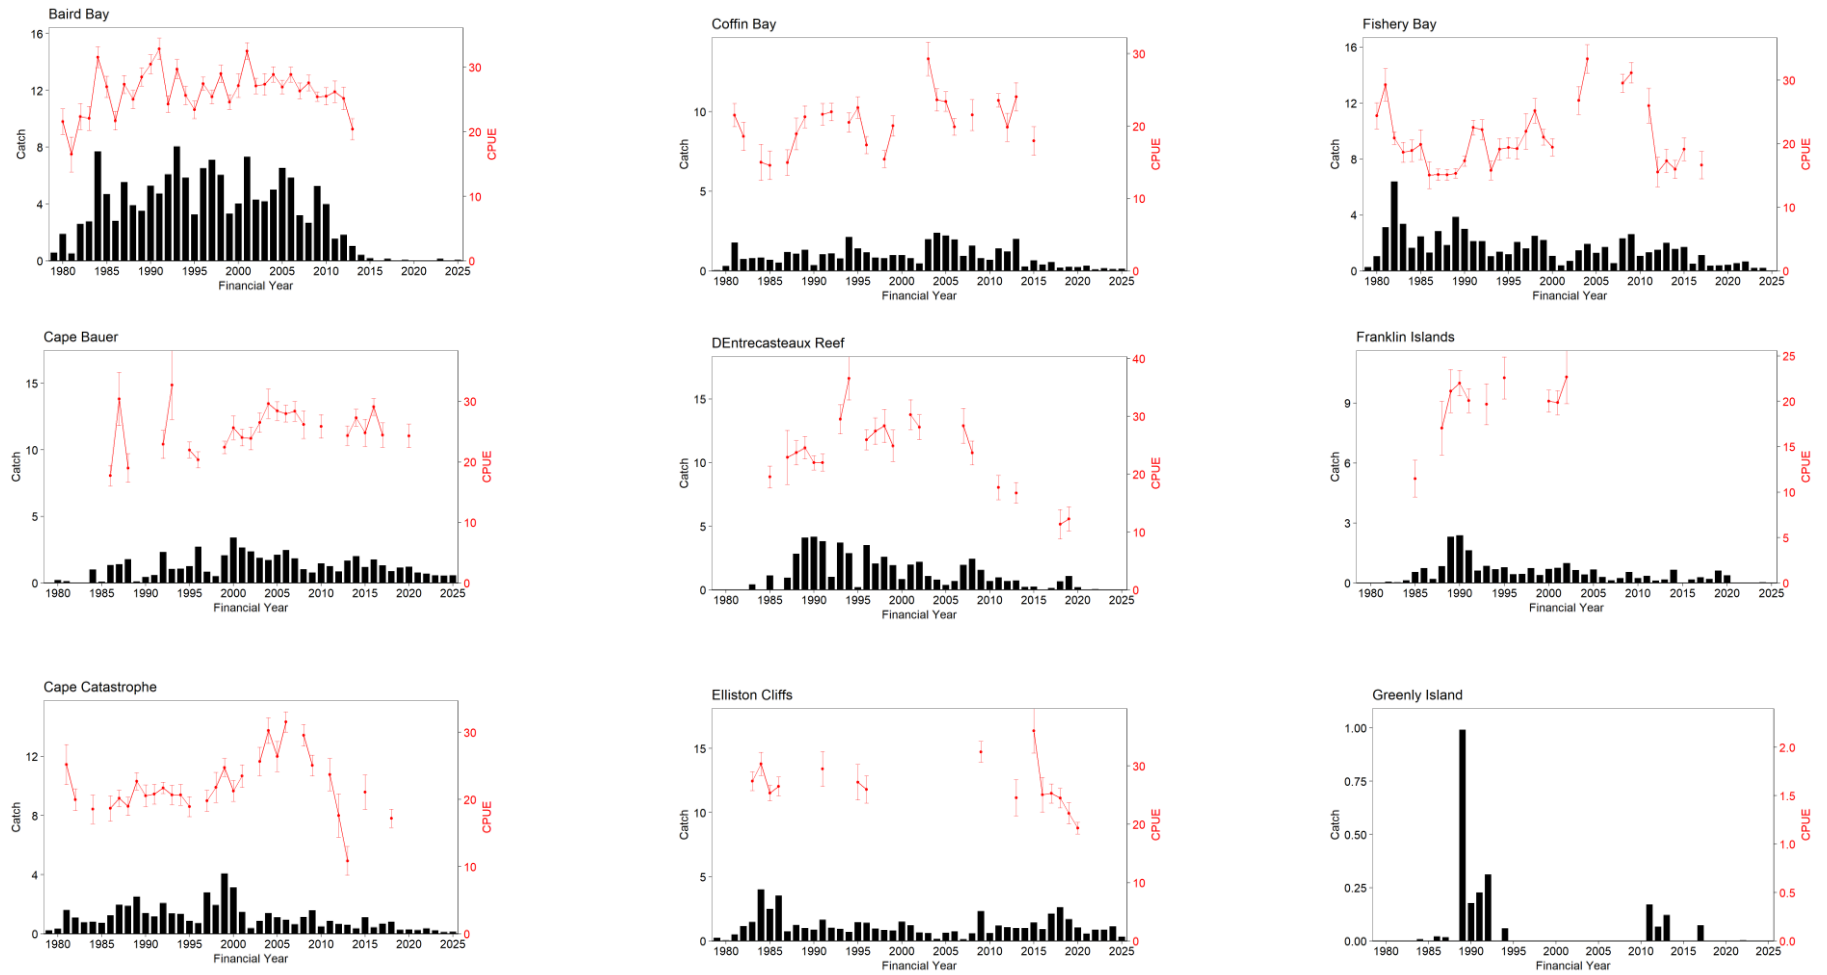 Baird Bay
16
12
8
4
0
Catch
30
20
10
0
CPUE
1980 1985 1990 1995 2000 2005 2010 2015 2020 2025
Financial Year
Coffin Bay
10
5
0
Catch
30
20
10
0
CPUE
1980 1985 1990 1995 2000 2005 2010 2015 2020 2025
Financial Year
Fishery Bay
16
12
8
4
0
Catch
30
20
10
0
CPUE
1980 1985 1990 1995 2000 2005 2010 2015 2020 2025
Financial Year
Cape Bauer
15
10
5
0
Catch
30
20
10
0
CPUE
1980 1985 1990 1995 2000 2005 2010 2015 2020 2025
Financial Year
DEntrecasteaux Reef
15
10
5
0
Catch
40
30
20
10
0
CPUE
1980 1985 1990 1995 2000 2005 2010 2015 2020 2025
Financial Year
Franklin Islands
9
6
3
0
Catch
25
20
15
10
5
0
CPUE
1980 1985 1990 1995 2000 2005 2010 2015 2020 2025
Financial Year
Cape Catastrophe
12
8
4
0
Catch
30
20
10
0
CPUE
1980 1985 1990 1995 2000 2005 2010 2015 2020 2025
Financial Year
Elliston Cliffs
15
10
5
0
Catch
30
20
10
0
CPUE
1980 1985 1990 1995 2000 2005 2010 2015 2020 2025
Financial Year
Greenly Island
1.00
0.75
0.50
0.25
0.00
Catch
2.0
1.5
1.0
0.5
0.0
CPUE
1980 1985 1990 1995 2000 2005 2010 2015 2020 2025
Financial Year